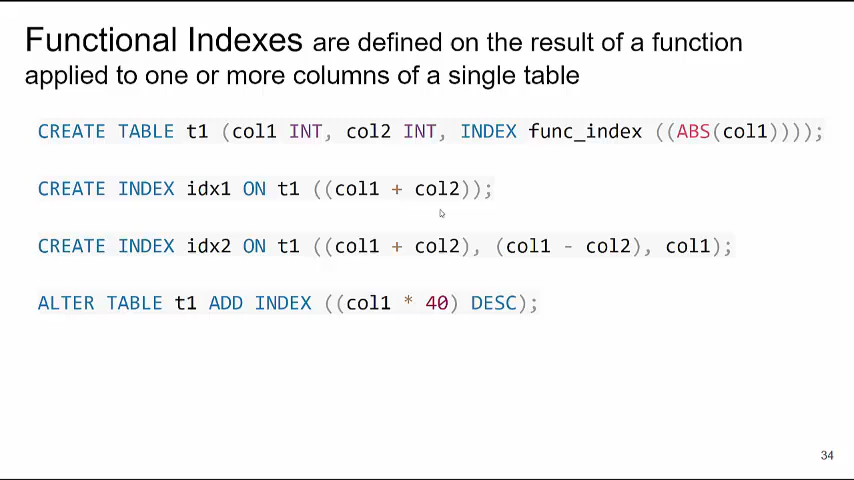 Functional Indexes are defined on the result of a function
applied to one or more columns of a single table
CREATE TABLE t1 (col1 INT, col2 INT, INDEX func_index ((ABS(col1))));
CREATE INDEX idx1 ON t1 ((col1 + col2));
CREATE INDEX idx2 ON t1 ((col1 + col2), (col1 - col2), col1);
ALTER TABLE t1 ADD INDEX ((col1 * 40) DESC);
34